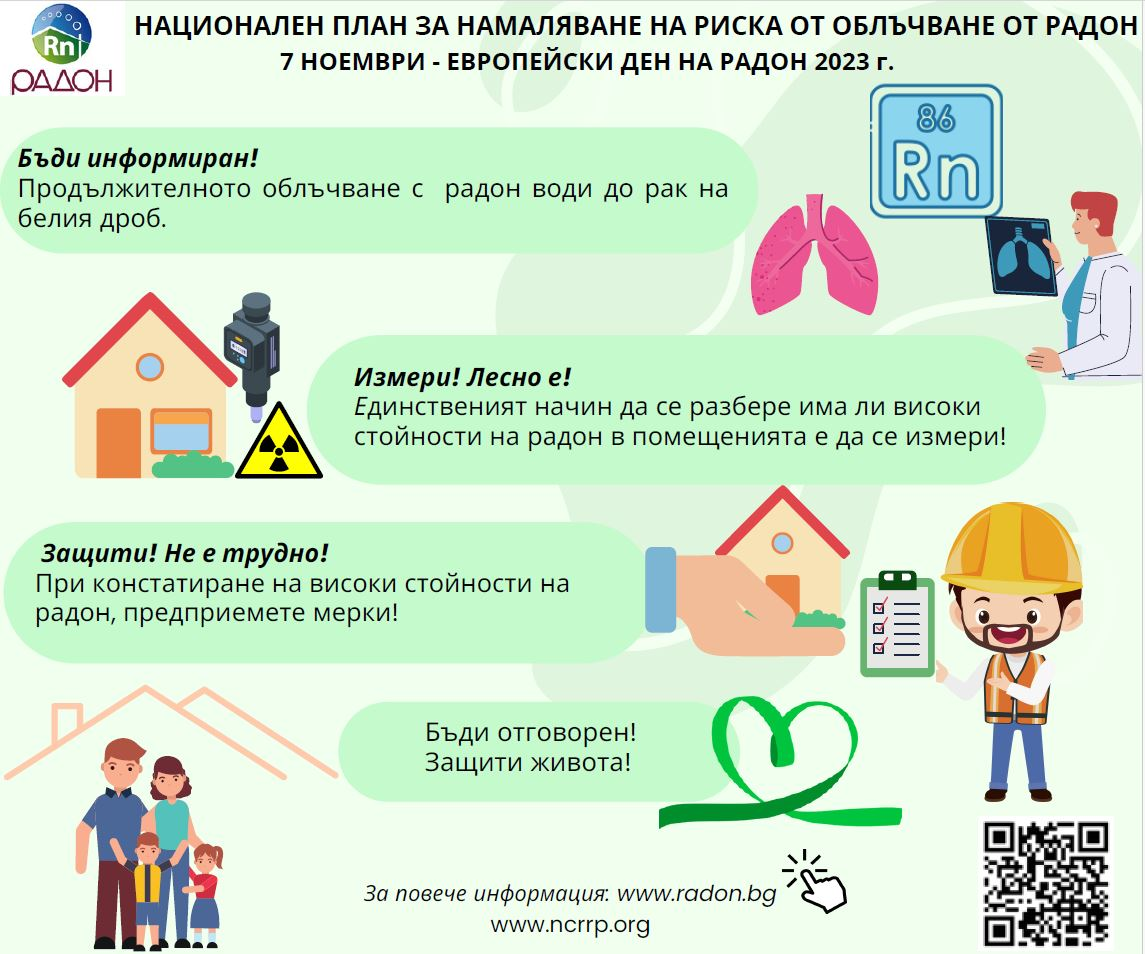 Rn
РАДОН
НАЦИОНАЛЕН ПЛАН ЗА НАМАЛЯВАНЕ НА РИСКА ОТ ОБЛЪЧВАНЕ ОТ РАДОН
7 НОЕМВРИ - ЕВРОПЕЙСКИ ДЕН НА РАДОН 2023 г.
86
Rn
Бъди информиран!
Продължителното облъчване с радон води до рак на
белия дроб.
Измери! Лесно е!
Единственият начин да се разбере има ли високи
стойности на радон в помещенията е да се измери!
Защити! Не е трудно!
При констатиране на високи стойности на
радон, предприемете мерки!
Бъди отговорен!
Защити живота!
За повече информация: www.radon.bg
www.ncrrp.org